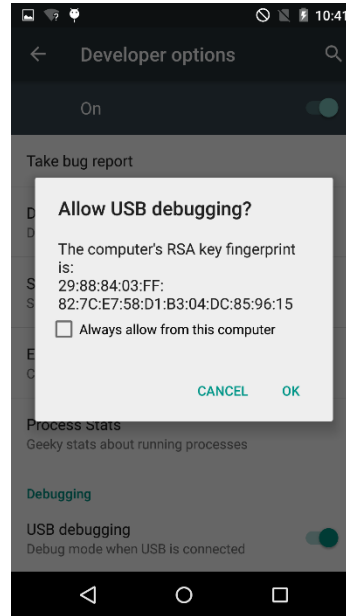 10:41
Developer options
On
Take bug report
D
D
Allow USB debugging?
The computer's RSA key fingerprint
is:
29:88:84:03:FF:
82:7C:E7:58:D1:B3:04:DC:85:96:15
S
S
Always allow from this computer
E
C
CANCEL OK
Process Stats
Geeky stats about running processes
Debugging
USB debugging
Debug mode when USB is connected